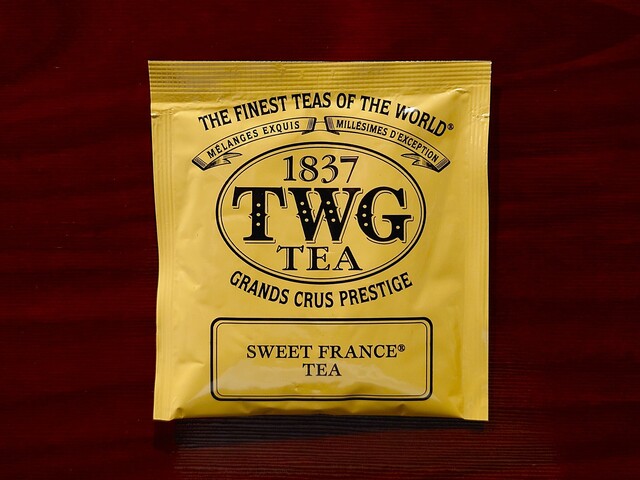 THE FINEST TEAS OF THE WORLD®
MÉLANGES EXQUIS MILLÉSIMES D'EXCEPTION
1837
TWG
TEA
GRANDS CRUS PRESTIGE
SWEET FRANCE®
TEA